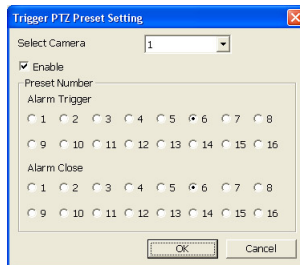 Trigger PTZ Preset Setting
Select Camera 1
Enable
Preset Number
Alarm Trigger
1 2 3 4 5 6 7 8
9 10 11 12 13 14 15 16
Alarm Close
1 2 3 4 5 6 7 8
9 10 11 12 13 14 15 16
OK Cancel